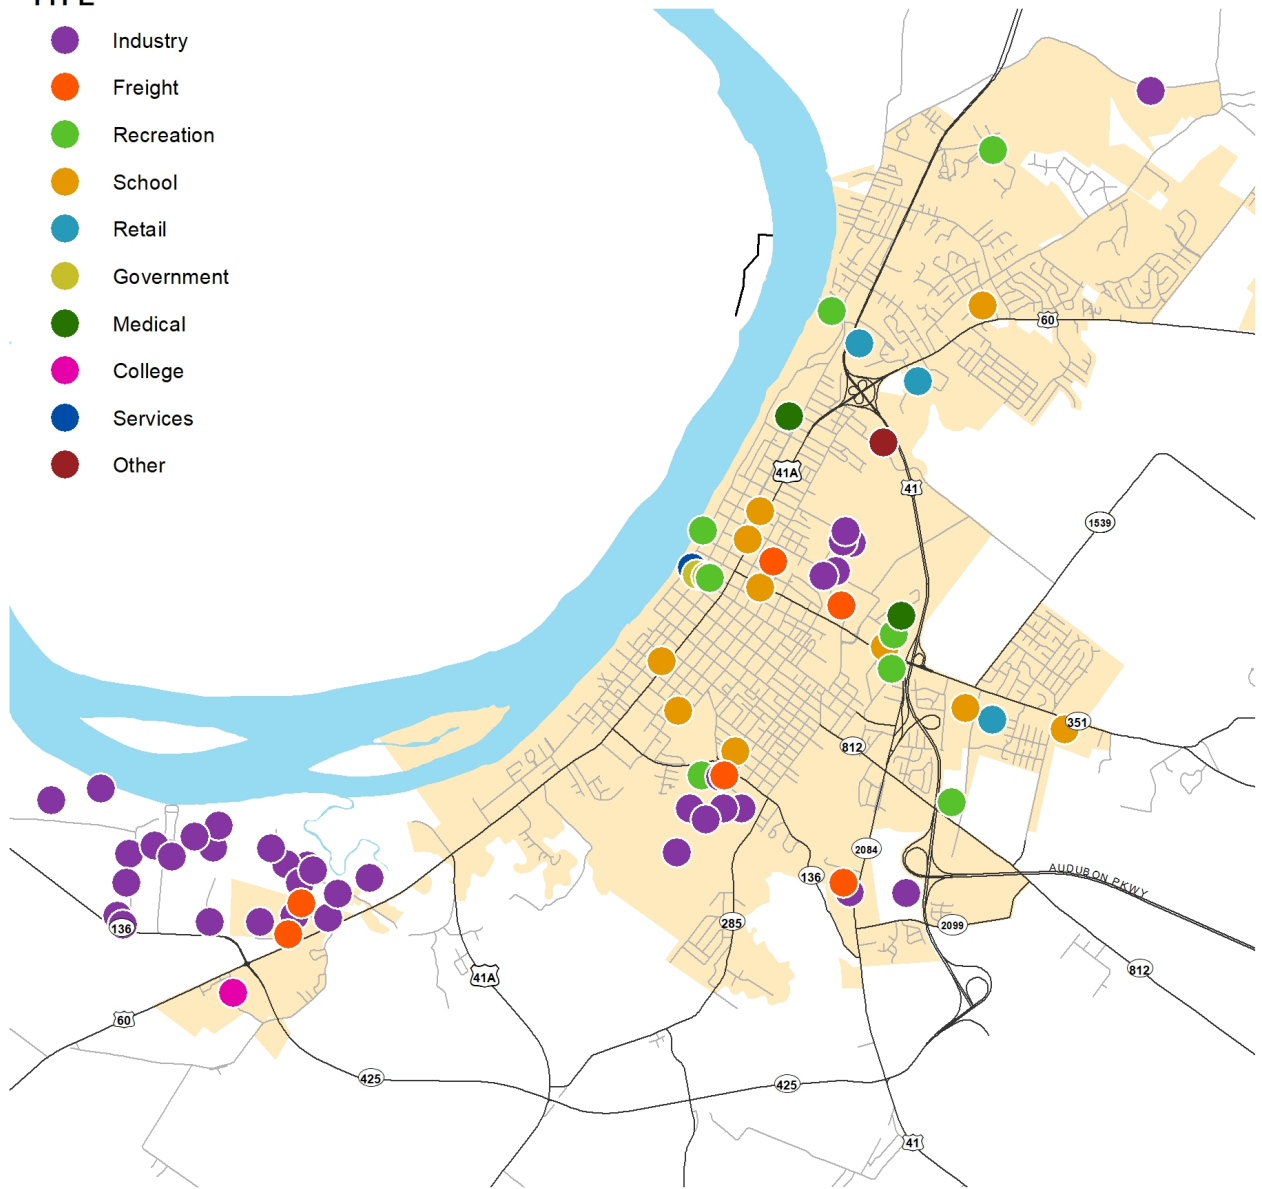 TYPE
Industry
Freight
Recreation
School
Retail
Government
Medical
College
Services
Other
60
41A
41
1539
351
812
2084
136
AUDUBON PKWY
285
2099
136
41A
812
60
425
425
41